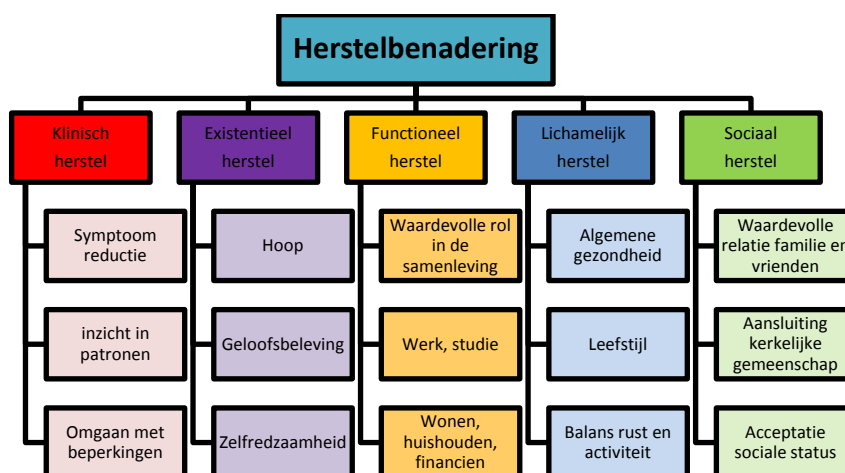 Herstelbenadering
Klinisch
herstel
Symptoom
reductie
inzicht in
patronen
Omgaan met
beperkingen
Existentieel
herstel
Hoop
Geloofsbeleving
Zelfredzaamheid
Functioneel
herstel
Waardevolle rol
in de
samenleving
Werk, studie
Wonen,
huishouden,
financien
Lichamelijk
herstel
Algemene
gezondheid
Leefstijl
Balans rust en
activiteit
Sociaal
herstel
Waardevolle
relatie familie en
vrienden
Aansluiting
kerkelijke
gemeenschap
Acceptatie
sociale status